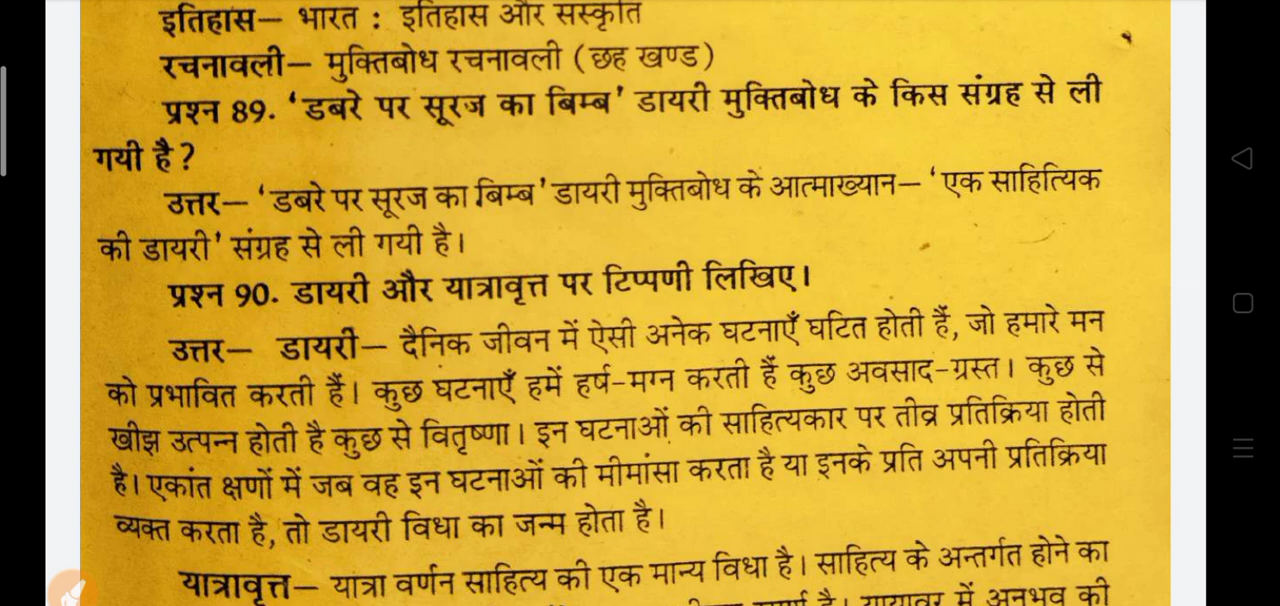 इतिहास– भारत : इतिहास और सस्कृति
रचनावली– मुक्तिबोध रचनावली (छह खण्ड)
प्रश्न 89. 'डबरे पर सूरज का बिम्ब' डायरी मुक्तिबोध के किस संग्रह से ली
गयी है?
उत्तर– 'डबरे पर सूरज का बिम्ब' डायरी मुक्तिबोध के आत्माख्यान– 'एक साहित्यिक
की डायरी' संग्रह से ली गयी है।
प्रश्न 90. डायरी और यात्रावृत्त पर टिप्पणी लिखिए।
उत्तर– डायरी– दैनिक जीवन में ऐसी अनेक घटनाएँ घटित होती हैं, जो हमारे मन
को प्रभावित करती हैं। कुछ घटनाएँ हमें हर्ष-मग्न करती हैं कुछ अवसाद-ग्रस्त। कुछ से
खीझ उत्पन्न होती है कुछ से वितृष्णा। इन घटनाओं की साहित्यकार पर तीव्र प्रतिक्रिया होती
है। एकांत क्षणों में जब वह इन घटनाओं की मीमांसा करता है या इनके प्रति अपनी प्रतिक्रिया
व्यक्त करता है, तो डायरी विधा का जन्म होता है।
यात्रावृत्त– यात्रा वर्णन साहित्य की एक मान्य विधा है। साहित्य के अन्तर्गत होने का
है। यायावर में अनुभव की